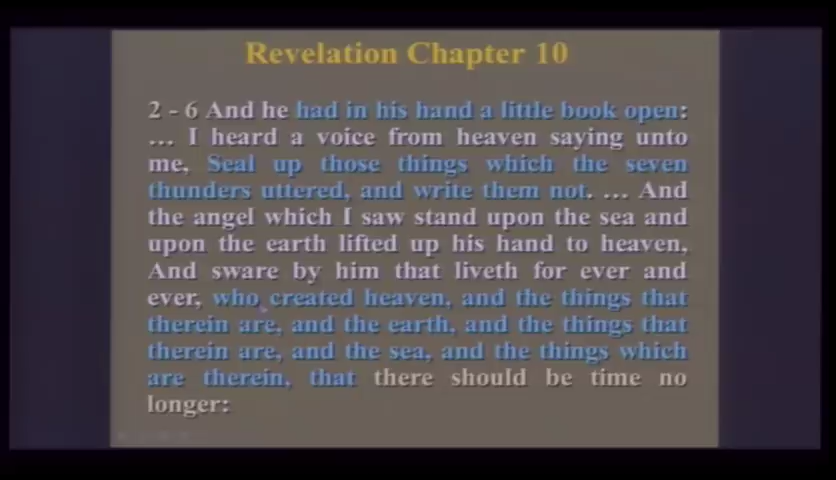 Revelation Chapter 10
2 - 6 And he had in his hand a little book open:
... I heard a voice from heaven saying unto
me, Seal up those things which the seven
thunders uttered, and write them not. ... And
the angel which I saw stand upon the sea and
upon the earth lifted up his hand to heaven,
And sware by him that liveth for ever and
ever, who created heaven, and the things that
therein are, and the earth, and the things that
therein are, and the sea, and the things which
are therein, that there should be time no
longer: